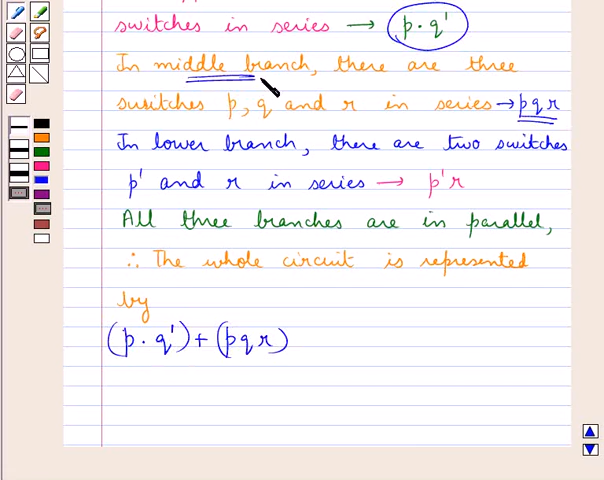 switches in series → p · q'
In middle branch, there are three
switches p, q and r in series → pqr
In lower branch, there are two switches
p' and r in series → p'r
All three branches are in parallel,
∴ The whole circuit is represented
by
(p · q') + (pqr)